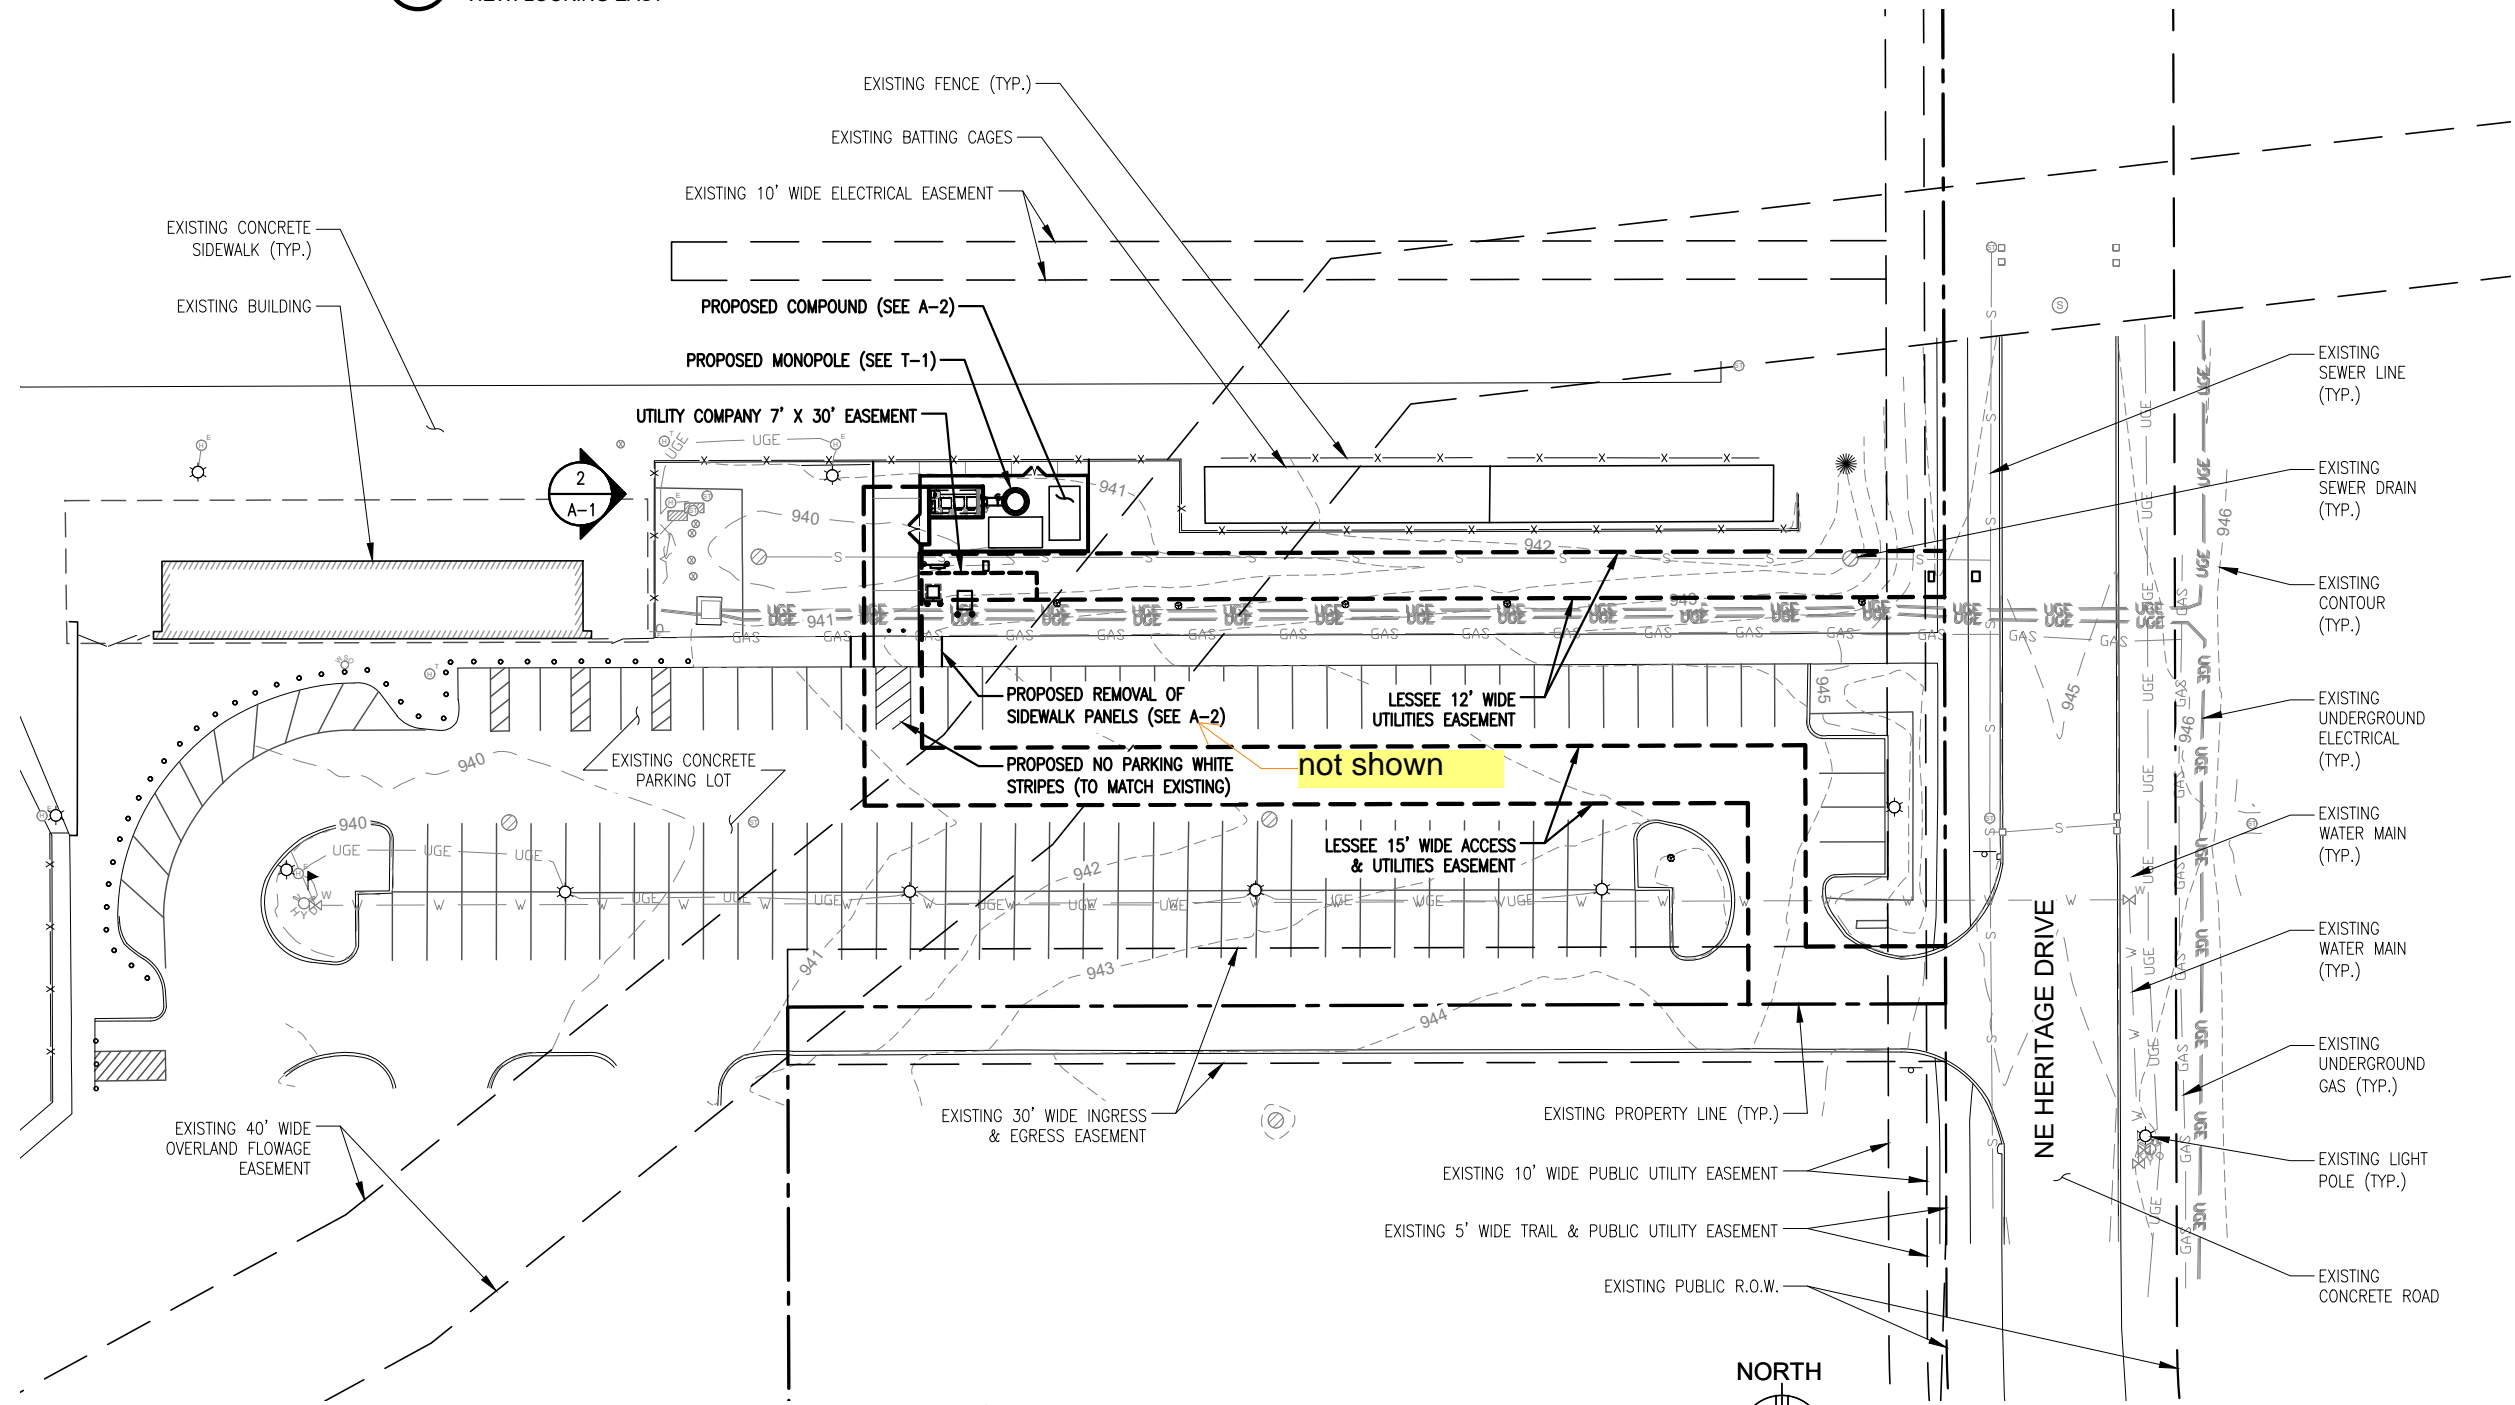 EXISTING FENCE (TYP.)
EXISTING BATTING CAGES
EXISTING 10' WIDE ELECTRICAL EASEMENT
EXISTING CONCRETE
SIDEWALK (TYP.)
EXISTING BUILDING
PROPOSED COMPOUND (SEE A-2)
PROPOSED MONOPOLE (SEE T-1)
UTILITY COMPANY 7' X 30' EASEMENT
2
A-1
UGE
UGE
940
941
942
943
941
945
945
946
946
940
940
941
942
943
944
EXISTING
SEWER LINE
(TYP.)
EXISTING
SEWER DRAIN
(TYP.)
EXISTING
CONTOUR
(TYP.)
EXISTING
UNDERGROUND
ELECTRICAL
(TYP.)
EXISTING
WATER MAIN
(TYP.)
EXISTING
WATER MAIN
(TYP.)
EXISTING
UNDERGROUND
GAS (TYP.)
EXISTING LIGHT
POLE (TYP.)
EXISTING
CONCRETE ROAD
PROPOSED REMOVAL OF
SIDEWALK PANELS (SEE A-2)
PROPOSED NO PARKING WHITE
STRIPES (TO MATCH EXISTING)
not shown
LESSEE 12' WIDE
UTILITIES EASEMENT
LESSEE 15' WIDE ACCESS
& UTILITIES EASEMENT
EXISTING CONCRETE
PARKING LOT
EXISTING 40' WIDE
OVERLAND FLOWAGE
EASEMENT
EXISTING 30' WIDE INGRESS
& EGRESS EASEMENT
EXISTING PROPERTY LINE (TYP.)
EXISTING 10' WIDE PUBLIC UTILITY EASEMENT
EXISTING 5' WIDE TRAIL & PUBLIC UTILITY EASEMENT
EXISTING PUBLIC R.O.W.
NE HERITAGE DRIVE
NORTH